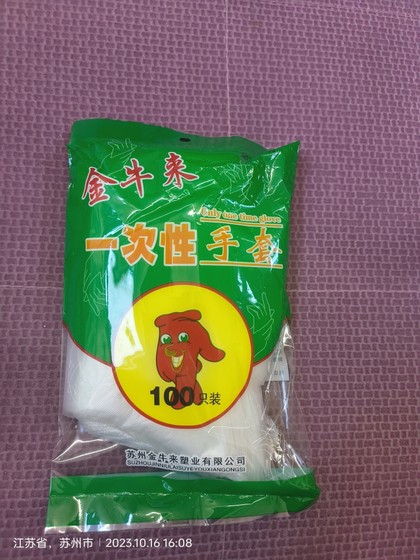 金牛来
Only use time glove
一次性手套
100只装
苏州金牛来塑业有限公司
SUZHOUJINNIULAISUYEYOUXIANGONGSI
江苏省，苏州市 | 2023.10.16 16:08